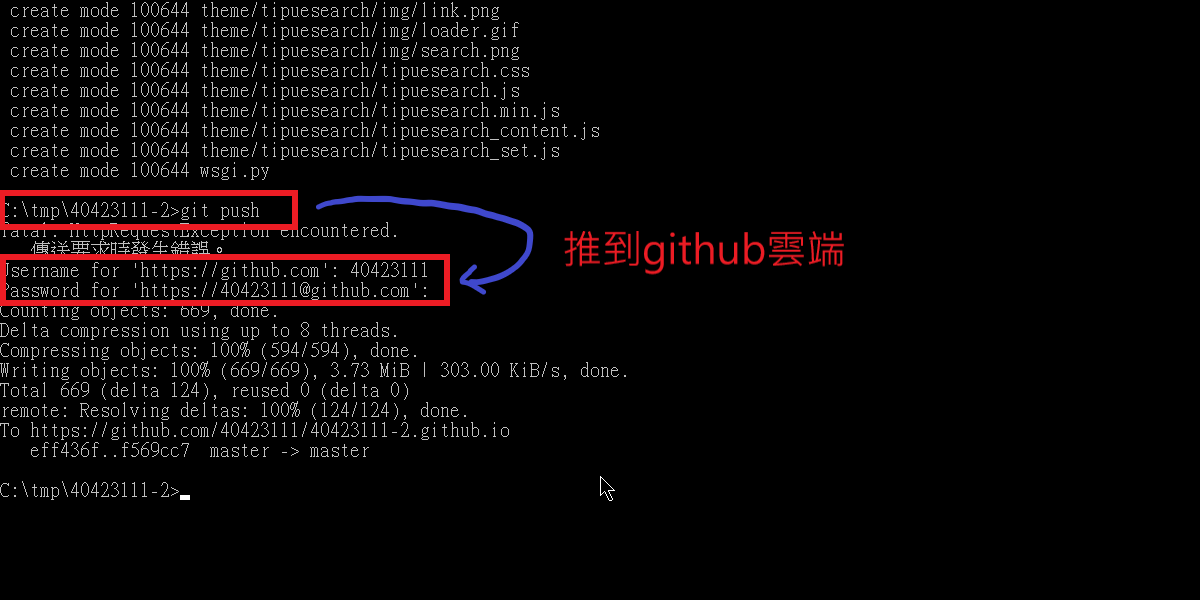 create mode 100644 theme/tipuesearch/img/link.png
create mode 100644 theme/tipuesearch/img/loader.gif
create mode 100644 theme/tipuesearch/img/search.png
create mode 100644 theme/tipuesearch/tipuesearch.css
create mode 100644 theme/tipuesearch/tipuesearch.js
create mode 100644 theme/tipuesearch/tipuesearch.min.js
create mode 100644 theme/tipuesearch/tipuesearch_content.js
create mode 100644 theme/tipuesearch/tipuesearch_set.js
create mode 100644 wsgi.py
C:\tmp\40423111-2>git push
fatal: HttpRequestException encountered.
傳送要求時發生錯誤。
推到github雲端
Username for 'https://github.com': 40423111
Password for 'https://40423111@github.com':
Counting objects: 669, done.
Delta compression using up to 8 threads.
Compressing objects: 100% (594/594), done.
Writing objects: 100% (669/669), 3.73 MiB | 303.00 KiB/s, done.
Total 669 (delta 124), reused 0 (delta 0)
remote: Resolving deltas: 100% (124/124), done.
To https://github.com/40423111/40423111-2.github.io
eff436f..f569cc7  master -> master
C:\tmp\40423111-2>